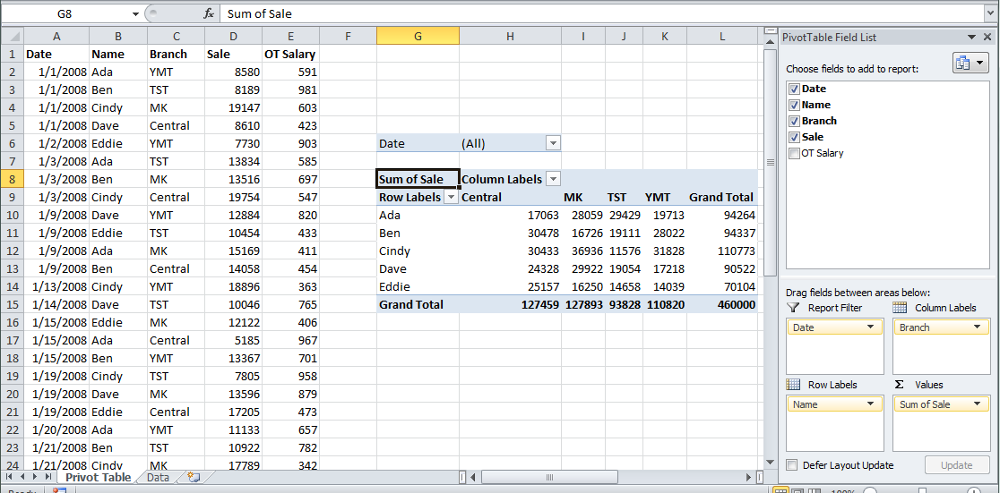 G8 fx Sum of Sale
A B C D E F G H I J K L
1 Date Name Branch Sale OT Salary
2 1/1/2008 Ada YMT 8580 591
3 1/1/2008 Ben TST 8189 981
4 1/1/2008 Cindy MK 19147 603
5 1/1/2008 Dave Central 8610 423
6 1/2/2008 Eddie YMT 7730 903 Date (All)
7 1/3/2008 Ada TST 13834 585
8 1/3/2008 Ben MK 13516 697 Sum of Sale Column Labels
9 1/3/2008 Cindy Central 19754 547 Row Labels Central MK TST YMT Grand Total
10 1/9/2008 Dave YMT 12884 820 Ada 17063 28059 29429 19713 94264
11 1/9/2008 Eddie TST 10454 433 Ben 30478 16726 19111 28022 94337
12 1/9/2008 Ada MK 15169 411 Cindy 30433 36936 11576 31828 110773
13 1/9/2008 Ben Central 14058 454 Dave 24328 29922 19054 17218 90522
14 1/13/2008 Cindy YMT 18896 363 Eddie 25157 16250 14658 14039 70104
15 1/14/2008 Dave TST 10046 765 Grand Total 127459 127893 93828 110820 460000
16 1/15/2008 Eddie MK 12122 406
17 1/15/2008 Ada Central 5185 967
18 1/15/2008 Ben YMT 13367 701
19 1/19/2008 Cindy TST 7805 958
20 1/19/2008 Dave MK 13596 879
21 1/19/2008 Eddie Central 17205 473
22 1/20/2008 Ada YMT 11133 657
23 1/21/2008 Ben TST 10922 782
24 1/21/2008 Cindy MK 17789 342
Privot Table Data
Ready 100%
PivotTable Field List
Choose fields to add to report:
Date
Name
Branch
Sale
OT Salary
Drag fields between areas below:
Report Filter Column Labels
Date Branch
Row Labels Σ Values
Name Sum of Sale
Defer Layout Update Update